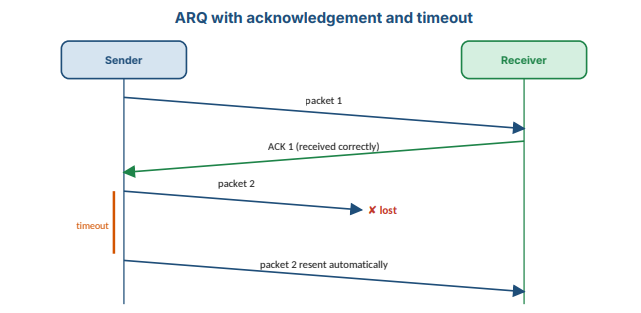 ARQ with acknowledgement and timeout
Sender
Receiver
packet 1
ACK 1 (received correctly)
packet 2
✘ lost
timeout
packet 2 resent automatically